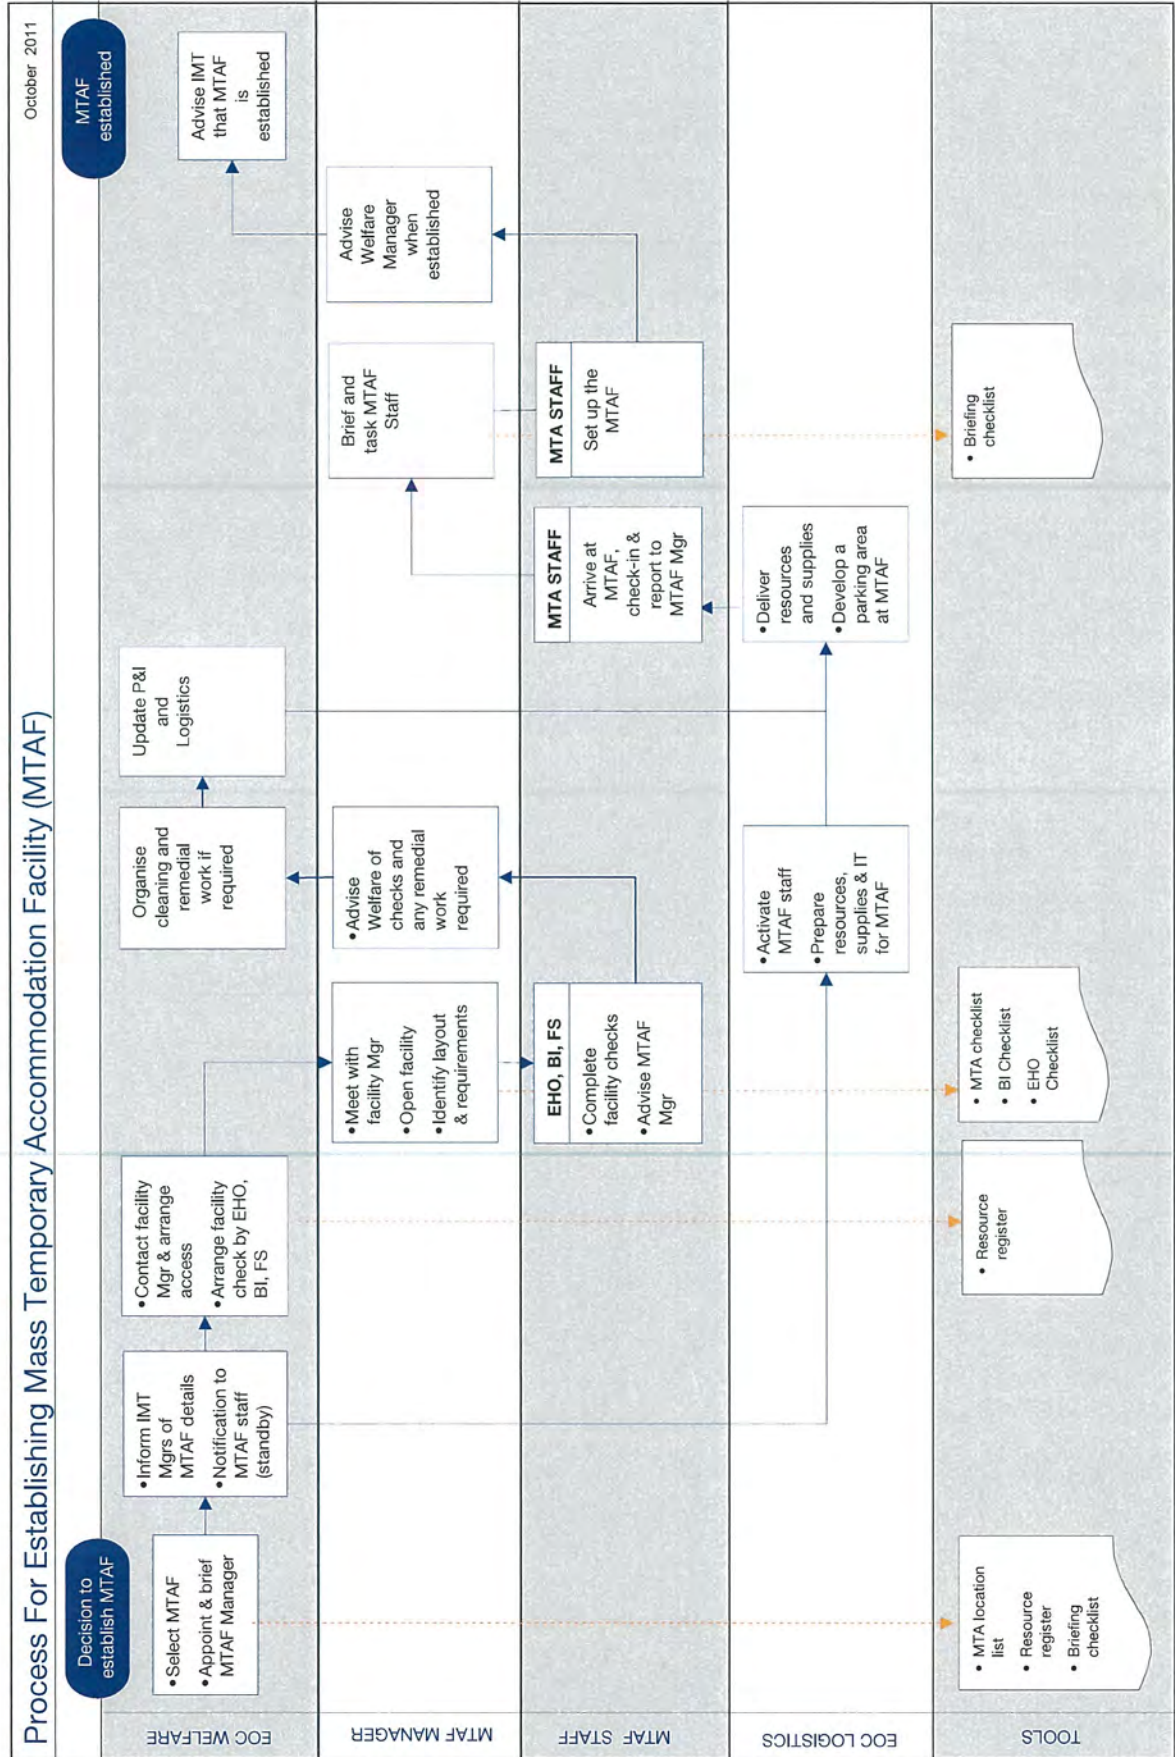 October 2011
Process For Establishing Mass Temporary Accommodation Facility (MTAF)
Decision to
establish MTAF
MTAF
established
EOC WELFARE
•Select MTAF
•Appoint & brief
MTAF Manager
•Inform IMT
Mgrs of
MTAF details
•Notification to
MTAF staff
(standby)
•Contact facility
Mgr & arrange
access
•Arrange facility
check by EHO,
BI, FS
Organise
cleaning and
remedial
work if
required
Update P&I
and
Logistics
Advise IMT
that MTAF
is
established
MTAF MANAGER
•Meet with
facility Mgr
•Open facility
•Identify layout
& requirements
•Advise
Welfare of
checks and
any remedial
work
required
Brief and
task MTAF
Staff
Advise
Welfare
Manager
when
established
MTAF STAFF
EHO, BI, FS
•Complete
facility checks
•Advise MTAF
Mgr
MTA STAFF
Arrive at
MTAF,
check-in &
report to
MTAF Mgr
MTA STAFF
Set up the
MTAF
EOC LOGISTICS
•Activate
MTAF staff
•Prepare
resources,
supplies & IT
for MTAF
•Deliver
resources
and supplies
•Develop a
parking area
at MTAF
TOOLS
• MTA location
list
• Resource
register
• Briefing
checklist
• Resource
register
• MTA checklist
• BI Checklist
• EHO
Checklist
• Briefing
checklist